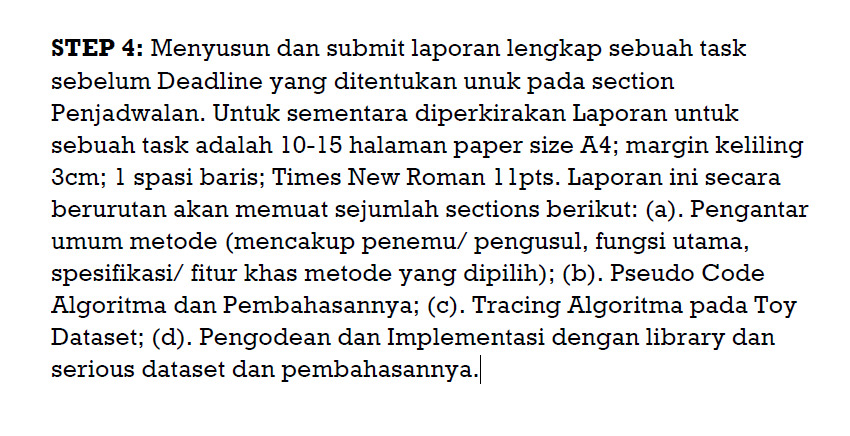 STEP 4: Menyusun dan submit laporan lengkap sebuah task
sebelum Deadline yang ditentukan unuk pada section
Penjadwalan. Untuk sementara diperkirakan Laporan untuk
sebuah task adalah 10-15 halaman paper size A4; margin keliling
3cm; 1 spasi baris; Times New Roman 11pts. Laporan ini secara
berurutan akan memuat sejumlah sections berikut: (a). Pengantar
umum metode (mencakup penemu/ pengusul, fungsi utama,
spesifikasi/ fitur khas metode yang dipilih); (b). Pseudo Code
Algoritma dan Pembahasannya; (c). Tracing Algoritma pada Toy
Dataset; (d). Pengodean dan Implementasi dengan library dan
serious dataset dan pembahasannya.